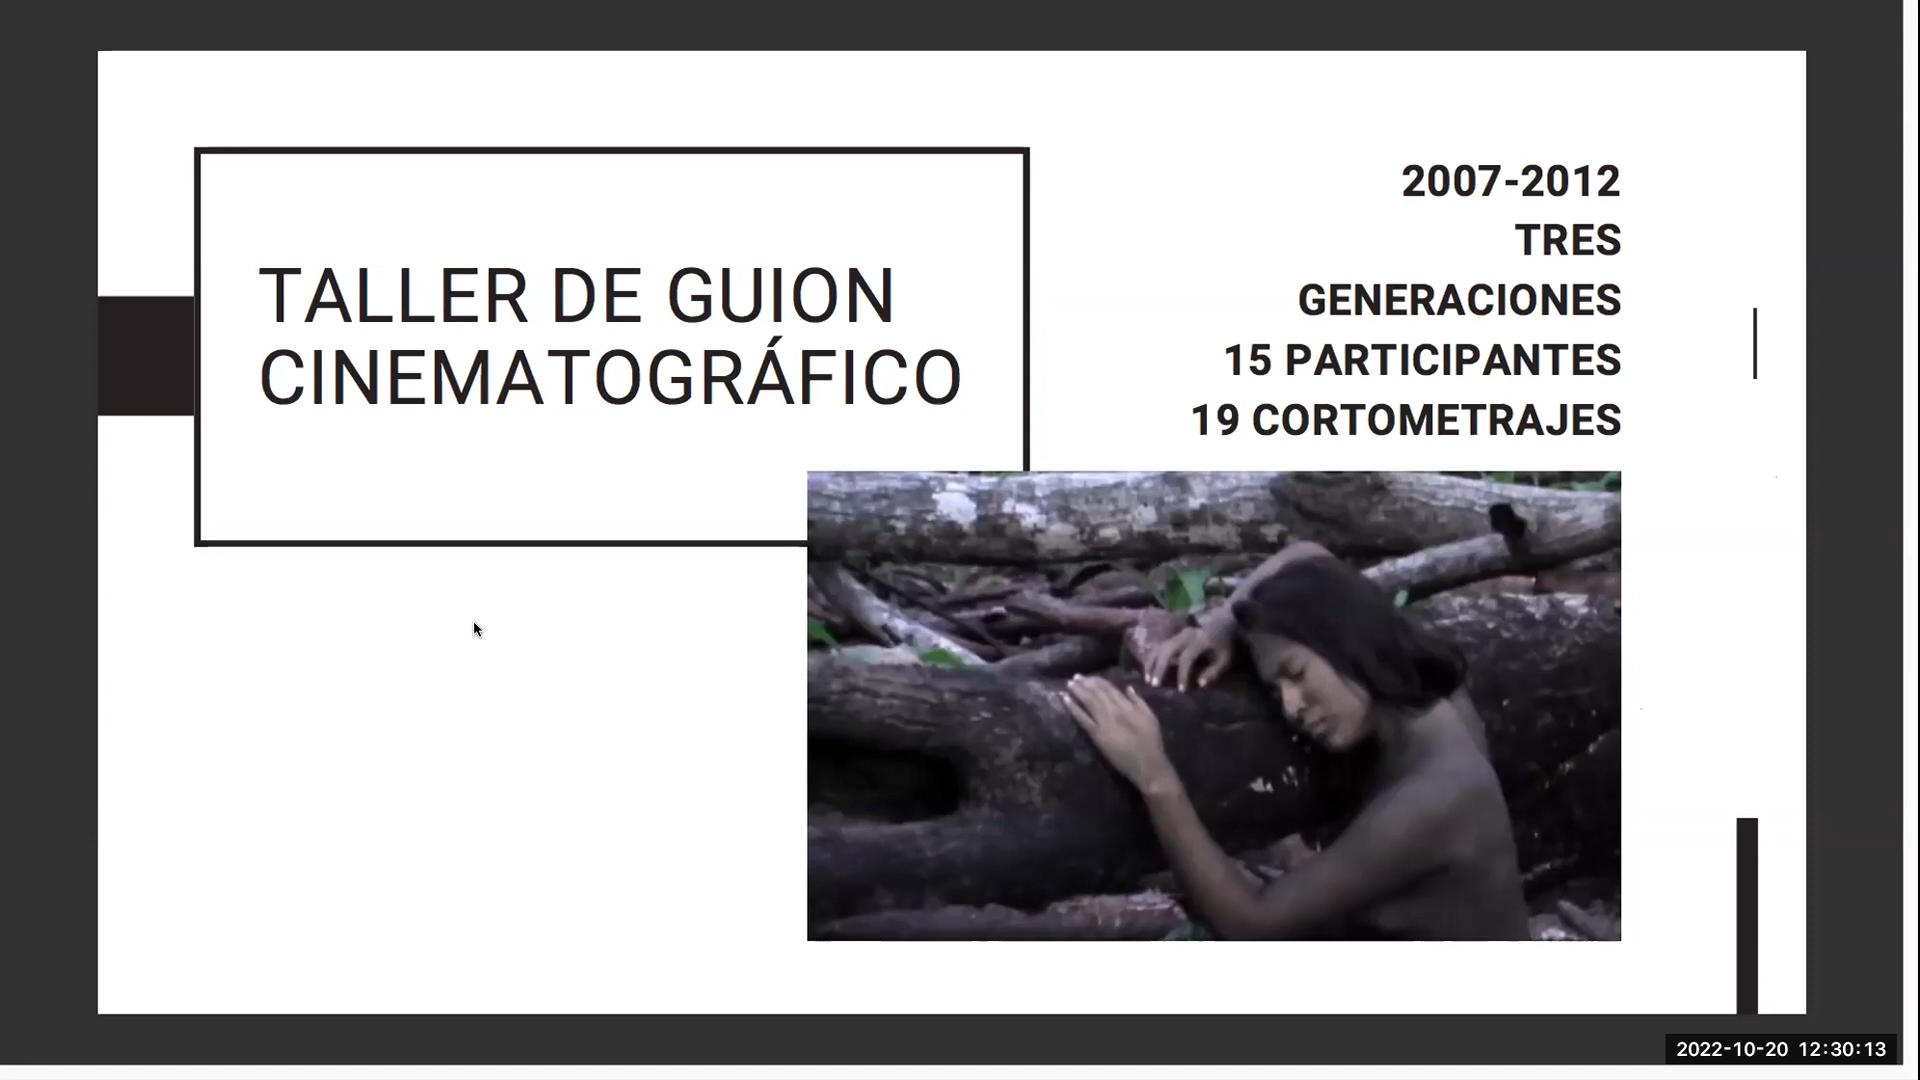 TALLER DE GUION
CINEMATOGRÁFICO
2007-2012
TRES
GENERACIONES
15 PARTICIPANTES
19 CORTOMETRAJES
2022-10-20 12:30:13